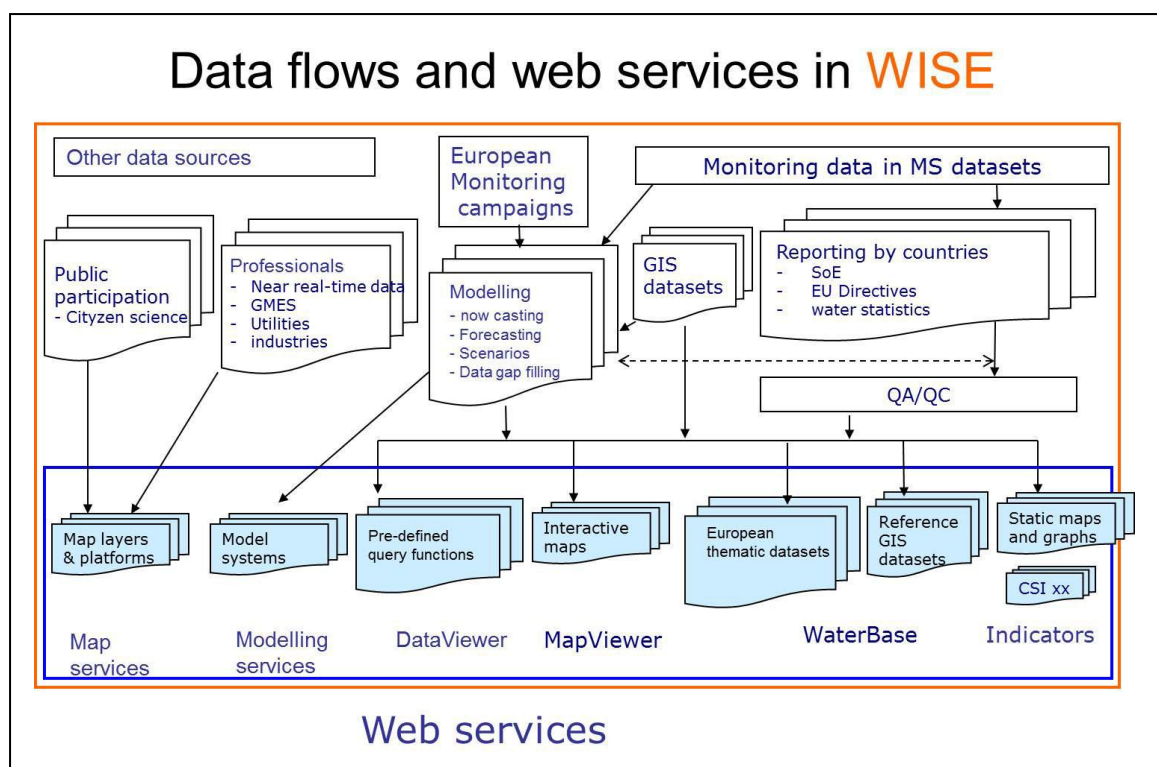 Data flows and web services in WISE
Other data sources
European
Monitoring
campaigns
Monitoring data in MS datasets
Public
participation
- Cityzen science
Professionals
- Near real-time data
- GMES
- Utilities
- industries
Modelling
- now casting
- Forecasting
- Scenarios
- Data gap filling
GIS
datasets
Reporting by countries
- SoE
- EU Directives
- water statistics
QA/QC
Map layers
& platforms
Model
systems
Pre-defined
query functions
Interactive
maps
European
thematic datasets
Reference
GIS
datasets
Static maps
and graphs
CSI xx
Map
services
Modelling
services
DataViewer
MapViewer
WaterBase
Indicators
Web services